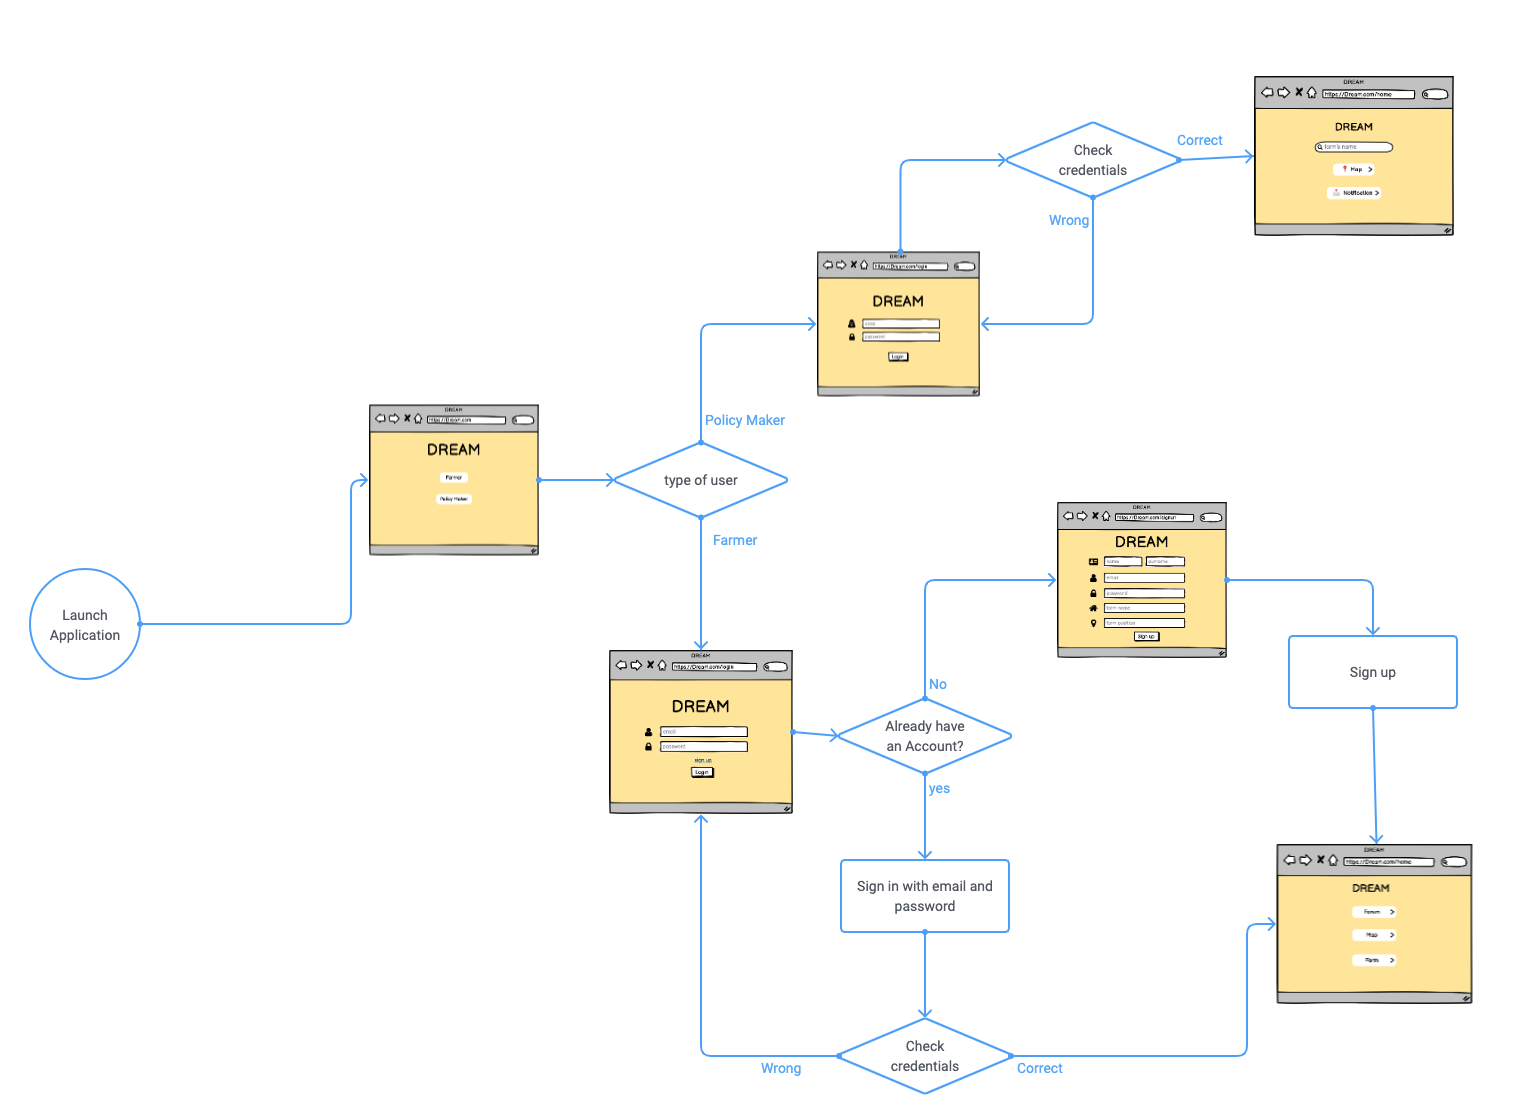 DREAM
https://Dream.com/home
DREAM
farm's name
Map
Notification
Correct
Check
credentials
Wrong
DREAM
https://Dream.com/login
DREAM
code
password
Login
Policy Maker
DREAM
https://Dream.com
DREAM
Farmer
Policy Maker
type of user
Farmer
Launch
Application
DREAM
https://Dream.com/signup
DREAM
name surname
email
password
farm name
farm position
Sign up
Sign up
DREAM
https://Dream.com/login
DREAM
email
password
sign up
Login
No
Already have
an Account?
yes
Sign in with email and
password
DREAM
https://Dream.com/home
DREAM
Forum
Map
Farm
Check
credentials
Wrong
Correct